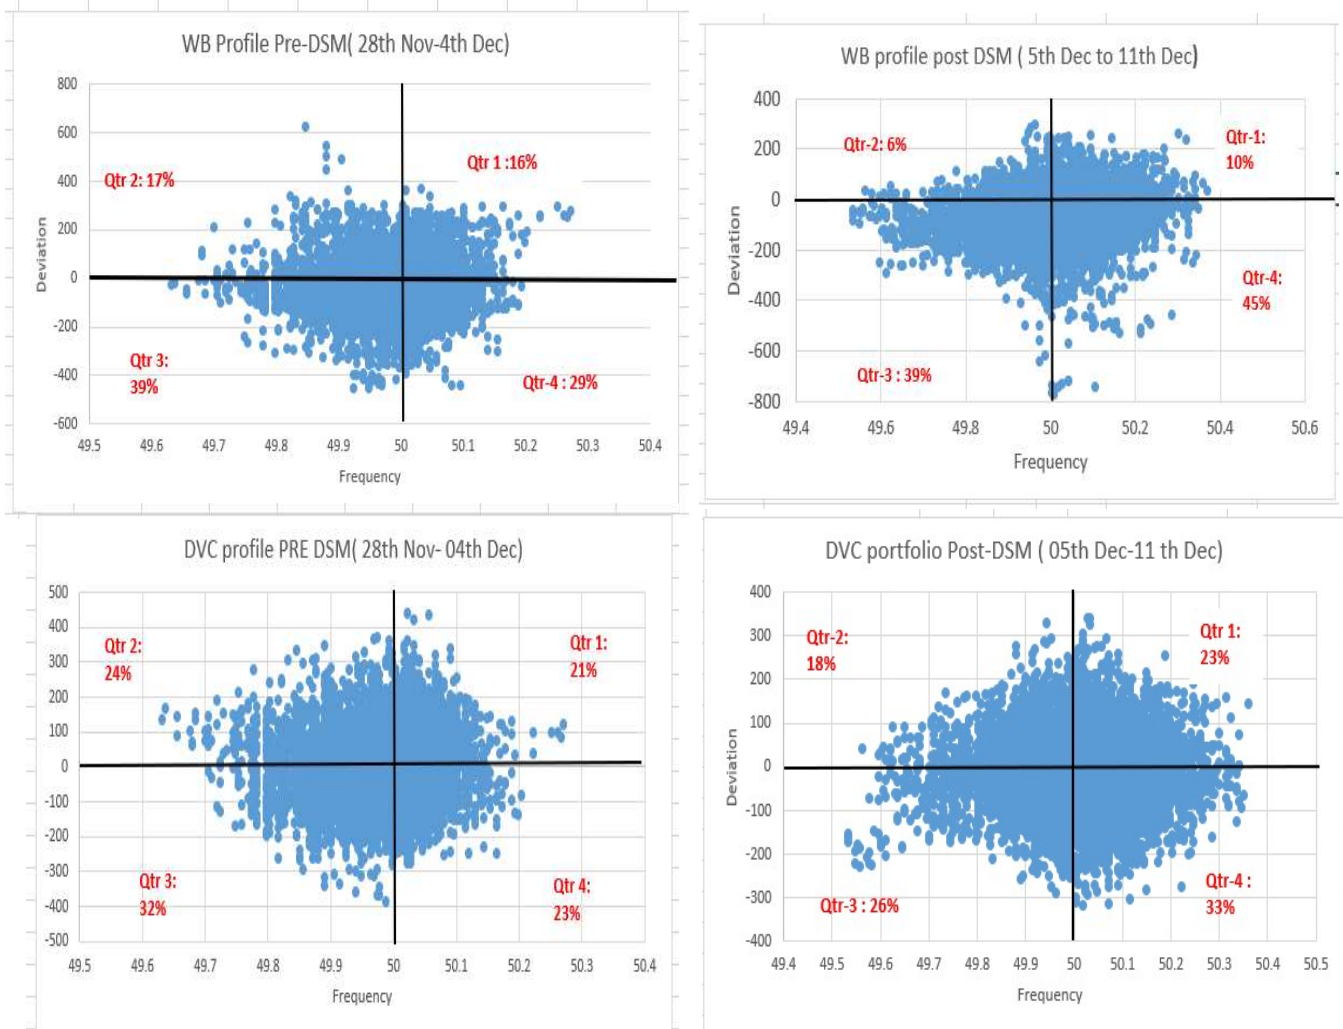 WB Profile Pre-DSM( 28th Nov-4th Dec)
800
600
400
200
0
-200
-400
-600
Deviation
Qtr 2: 17%
Qtr 1 :16%
Qtr 3:
39%
Qtr-4 : 29%
49.5 49.6 49.7 49.8 49.9 50 50.1 50.2 50.3 50.4
Frequency
WB profile post DSM ( 5th Dec to 11th Dec)
400
200
0
-200
-400
-600
-800
Deviation
Qtr-2: 6%
Qtr-1:
10%
Qtr-4:
45%
Qtr-3 : 39%
49.4 49.6 49.8 50 50.2 50.4 50.6
Frequency
DVC profile PRE DSM( 28th Nov- 04th Dec)
500
400
300
200
100
0
-100
-200
-300
-400
-500
Deviation
Qtr 2:
24%
Qtr 1:
21%
Qtr 3:
32%
Qtr 4:
23%
49.5 49.6 49.7 49.8 49.9 50 50.1 50.2 50.3 50.4
Frequency
DVC portfolio Post-DSM ( 05th Dec-11 th Dec)
400
300
200
100
0
-100
-200
-300
-400
Deviation
Qtr-2:
18%
Qtr 1:
23%
Qtr-3 : 26%
Qtr-4 :
33%
49.4 49.5 49.6 49.7 49.8 49.9 50 50.1 50.2 50.3 50.4 50.5
Frequency